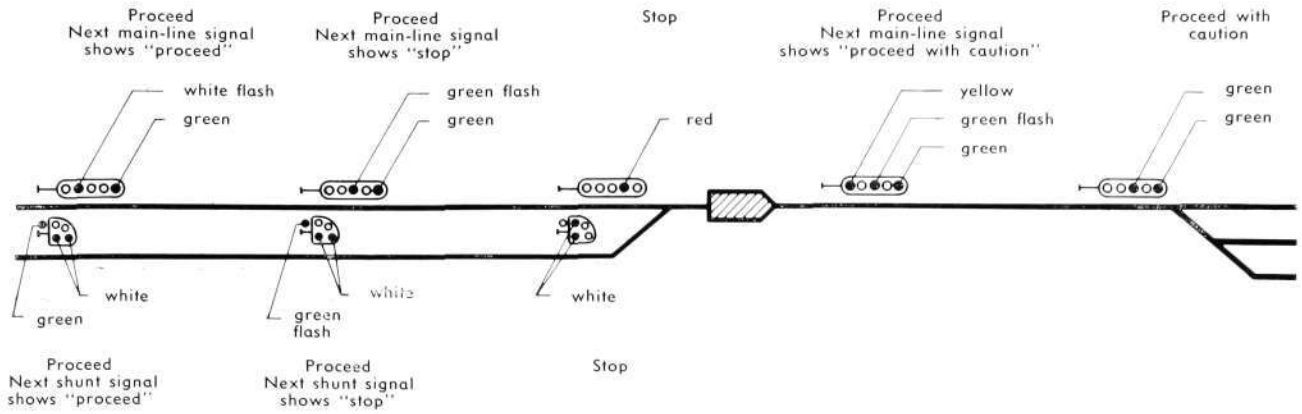 Proceed
Next main-line signal
shows "proceed"
Proceed
Next main-line signal
shows "stop"
Stop
Proceed
Next main-line signal
shows "proceed with caution"
Proceed with
caution
white flash
green
green flash
green
red
yellow
green flash
green
green
green
white
green
white
green
flash
white
Proceed
Next shunt signal
shows "proceed"
Proceed
Next shunt signal
shows "stop"
Stop